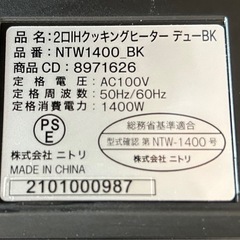 品 名：2口IHクッキングヒーター デューBK
品 番：NTW1400_BK
商品CD：8971626
定 格 電 圧：AC100V
定 格 周 波 数：50Hz/60Hz
定 格 消 費 電 力：1400W
PSE
総務省指定基準適合
型式確認 第 NTW-1400 号
株式会社 ニトリ
株式会社 ニトリ
MADE IN CHINA
2101000987